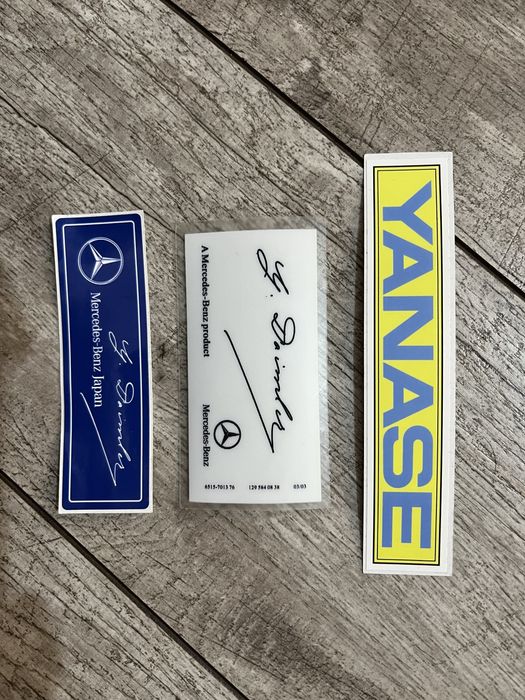 Mercedes-Benz Japan
G. Daimler
G. Daimler
A Mercedes-Benz product
Mercedes-Benz
6515-7013 76
129 584 08 38
03/03
YANASE